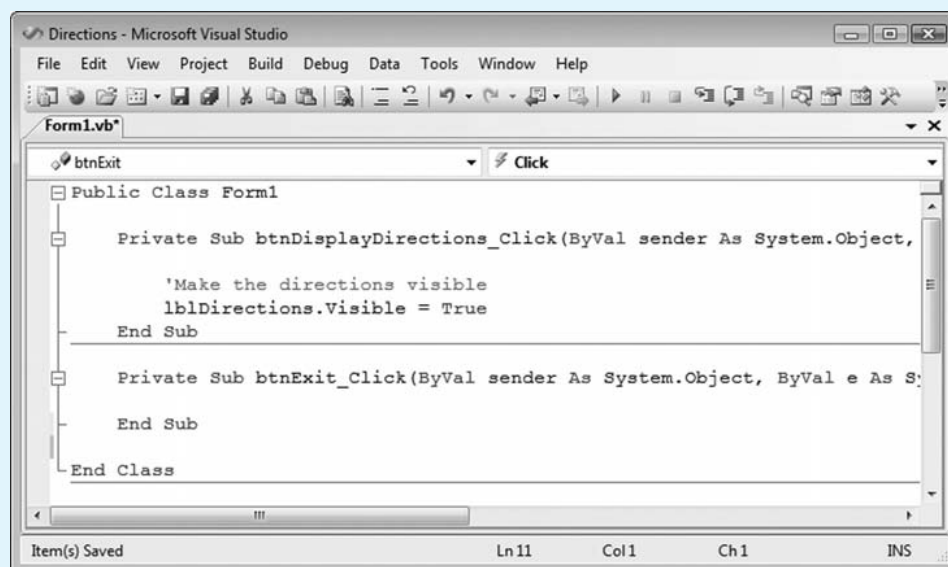 Directions - Microsoft Visual Studio
File Edit View Project Build Debug Data Tools Window Help
Form1.vb*
btnExit Click
Public Class Form1
Private Sub btnDisplayDirections_Click(ByVal sender As System.Object,
'Make the directions visible
lblDirections.Visible = True
End Sub
Private Sub btnExit_Click(ByVal sender As System.Object, ByVal e As Sy
End Sub
End Class
Item(s) Saved Ln 11 Col 1 Ch 1 INS